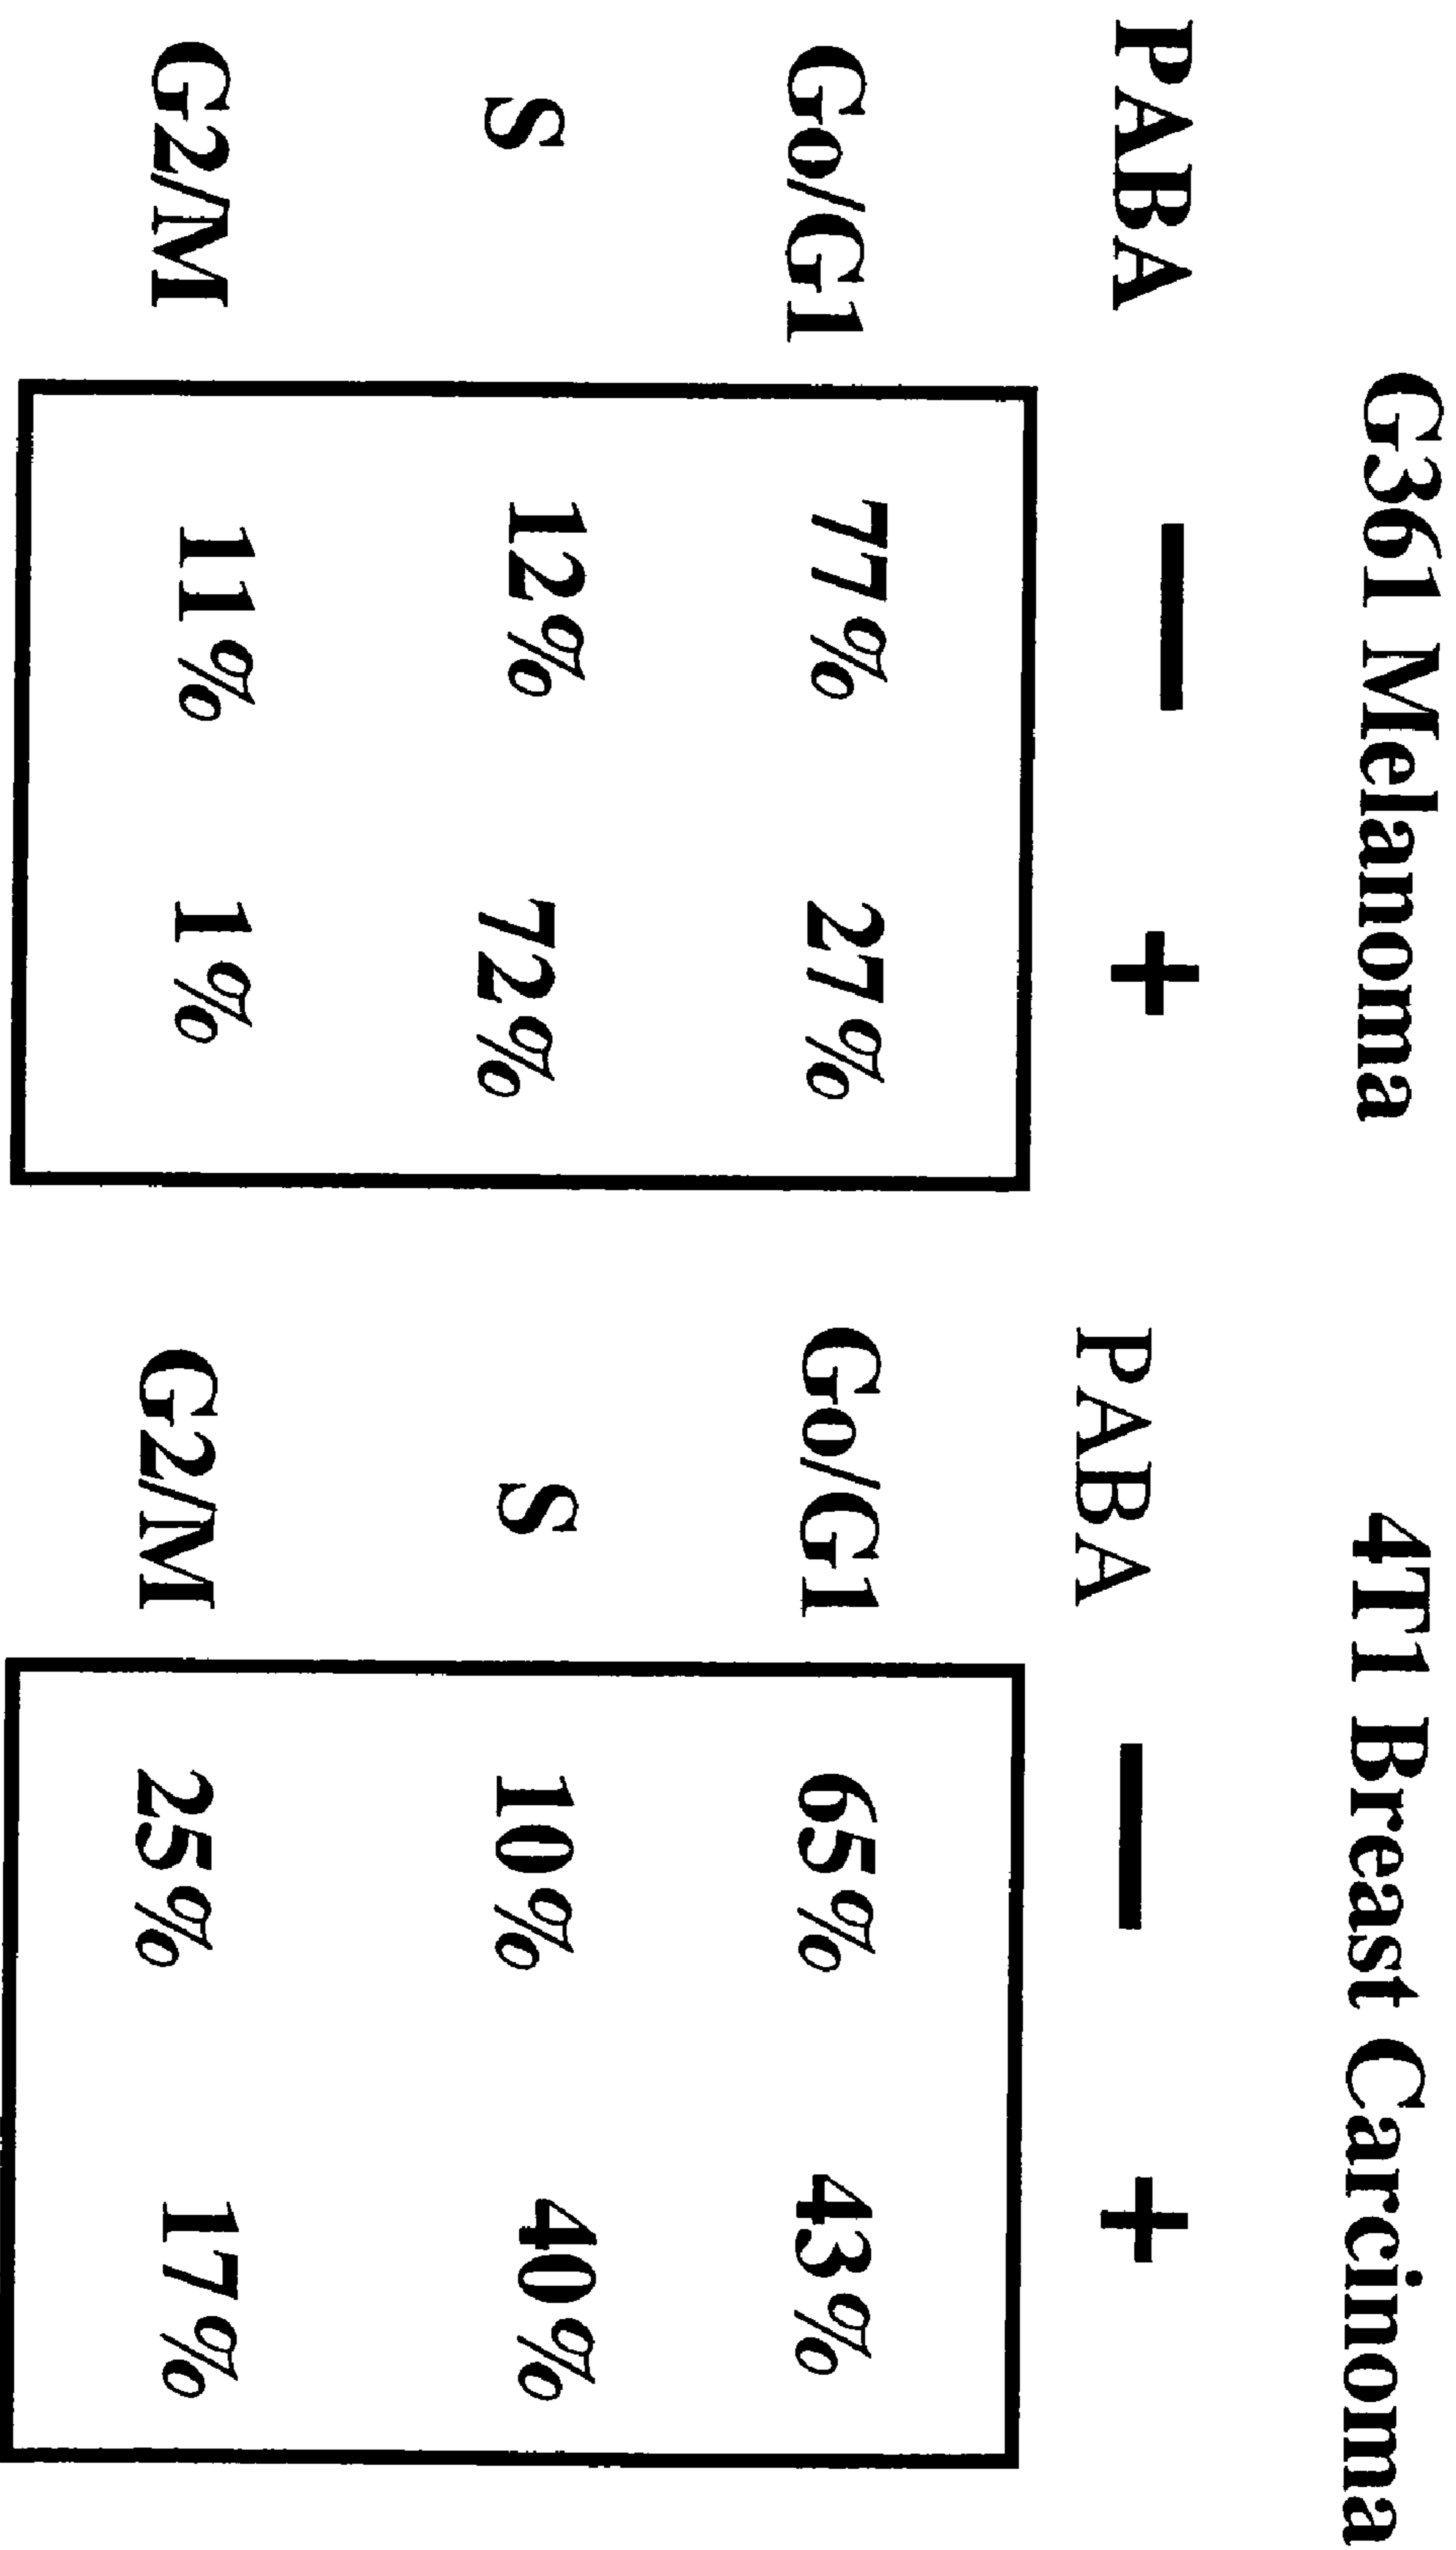 G361 Melanoma
PABA — +
Go/G1 77% 27%
S 12% 72%
G2/M 11% 1%
4T1 Breast Carcinoma
PABA — +
Go/G1 65% 43%
S 10% 40%
G2/M 25% 17%